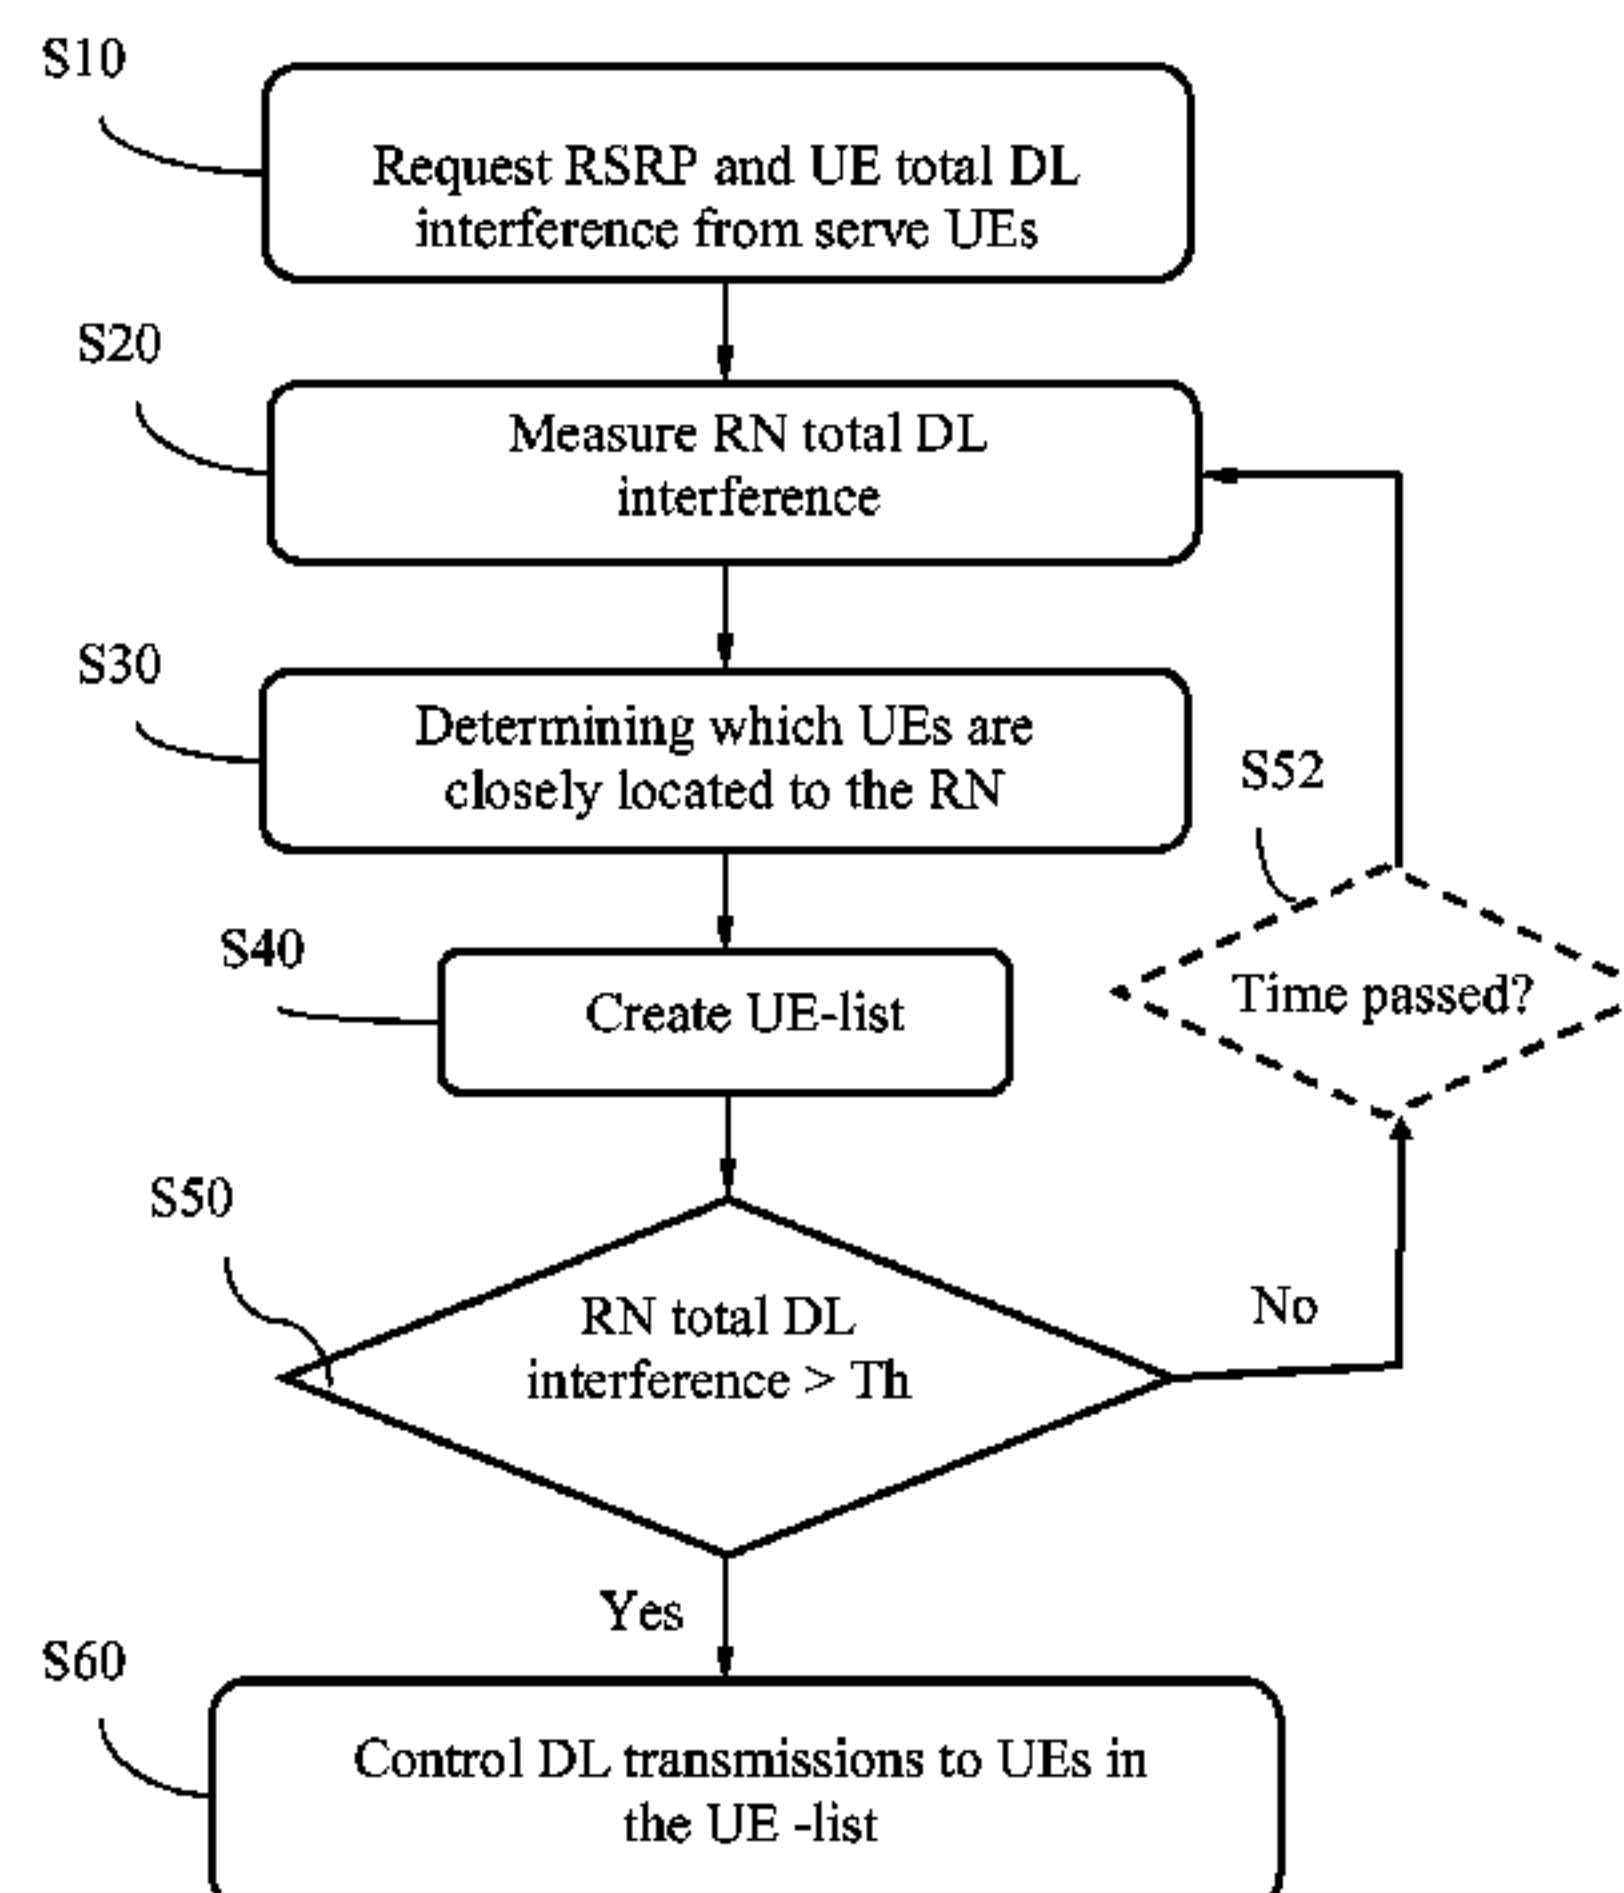 S10
Request RSRP and UE total DL
interference from serve UEs
S20
Measure RN total DL
interference
S30
Determining which UEs are
closely located to the RN
S52
Time passed?
S40
Create UE-list
S50
RN total DL
interference > Th
No
Yes
S60
Control DL transmissions to UEs in
the UE -list